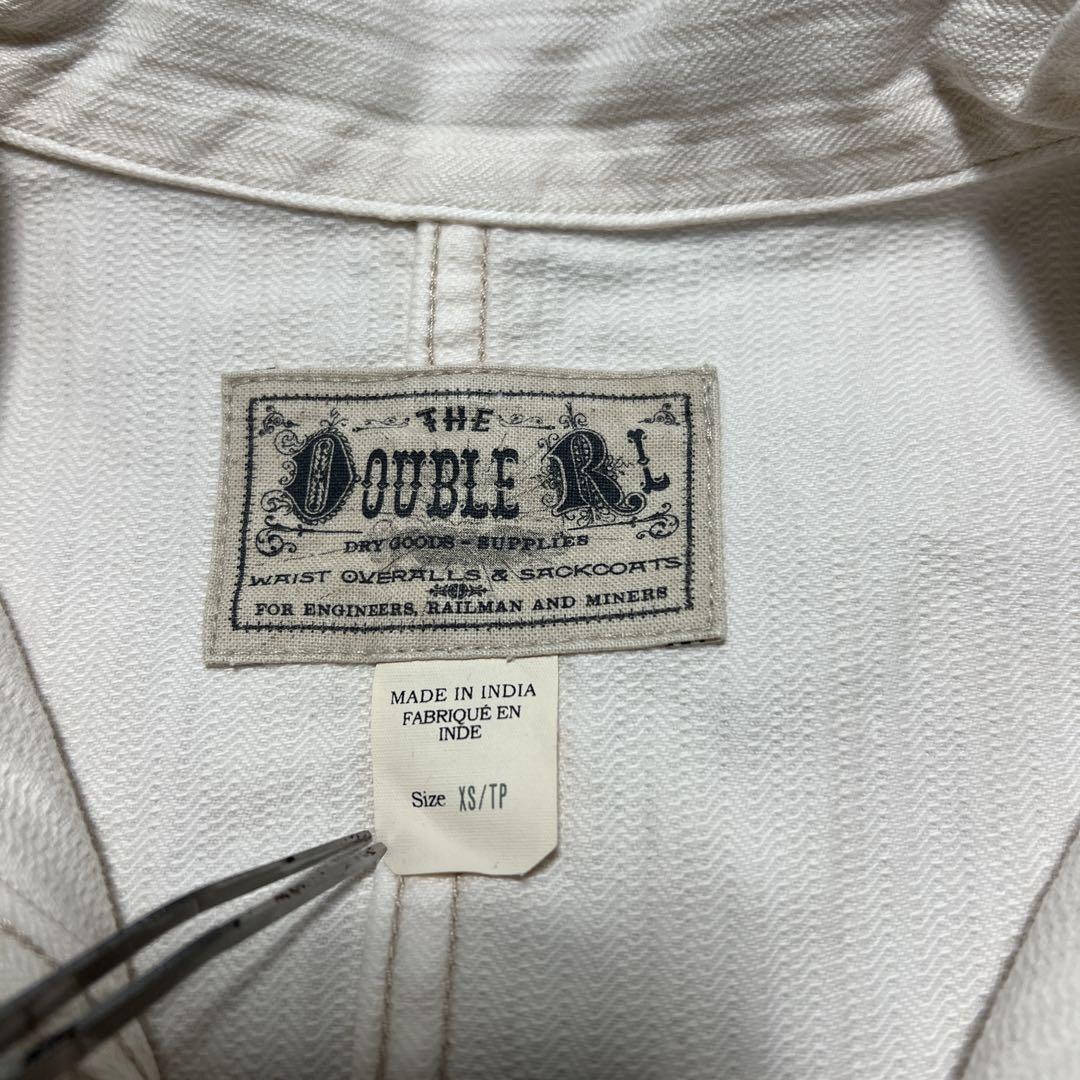 THE
DOUBLE RL
DRY GOODS - SUPPLIES
WAIST OVERALLS & SACKCOATS
FOR ENGINEERS, RAILMAN AND MINERS
MADE IN INDIA
FABRIQUÉ EN
INDE
Size XS/TP